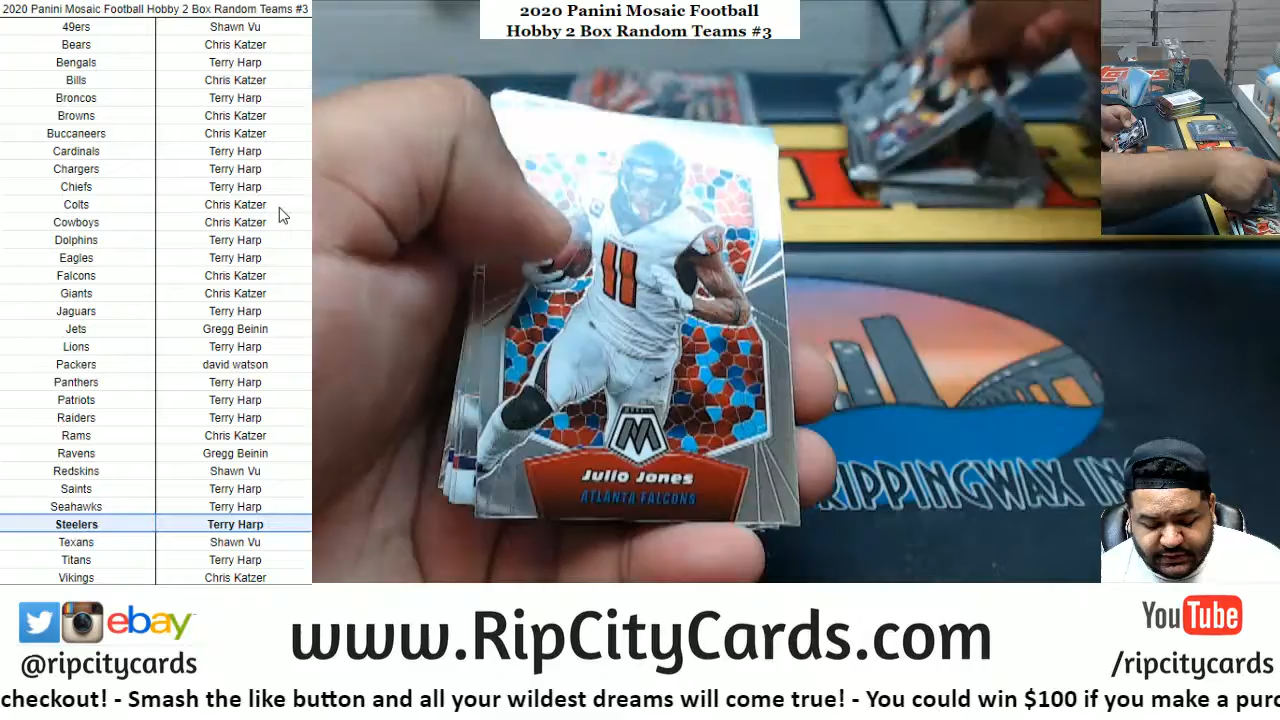 2020 Panini Mosaic Football Hobby 2 Box Random Teams #3
49ers Shawn Vu
Bears Chris Katzer
Bengals Terry Harp
Bills Chris Katzer
Broncos Terry Harp
Browns Chris Katzer
Buccaneers Chris Katzer
Cardinals Terry Harp
Chargers Terry Harp
Chiefs Terry Harp
Colts Chris Katzer
Cowboys Chris Katzer
Dolphins Terry Harp
Eagles Terry Harp
Falcons Chris Katzer
Giants Chris Katzer
Jaguars Terry Harp
Jets Gregg Beinin
Lions Terry Harp
Packers david watson
Panthers Terry Harp
Patriots Terry Harp
Raiders Terry Harp
Rams Chris Katzer
Ravens Gregg Beinin
Redskins Shawn Vu
Saints Terry Harp
Seahawks Terry Harp
Steelers Terry Harp
Texans Shawn Vu
Titans Terry Harp
Vikings Chris Katzer
2020 Panini Mosaic Football
Hobby 2 Box Random Teams #3
11
M
Julio Jones
ATLANTA FALCONS
RIPPINGWAX IN
ebay
@ripcitycards
www.RipCityCards.com
YouTube
/ripcitycards
checkout! - Smash the like button and all your wildest dreams will come true! - You could win $100 if you make a purc